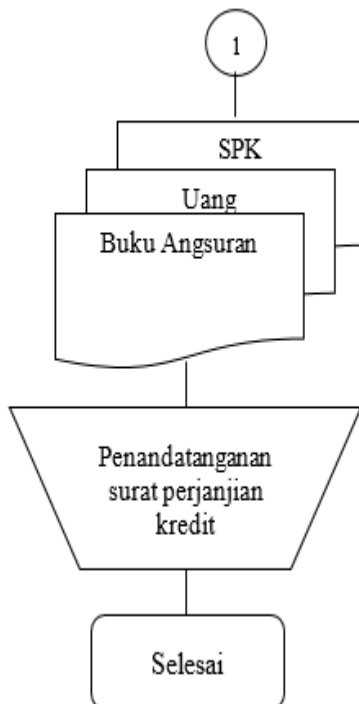 1
SPK
Uang
Buku Angsuran
Penandatanganan
surat perjanjian
kredit
Selesai